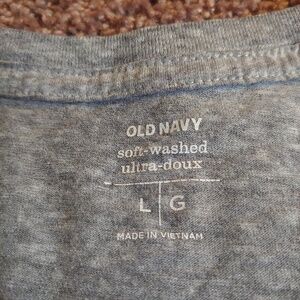 OLD NAVY
soft-washed
ultra-doux
L G
MADE IN VIETNAM